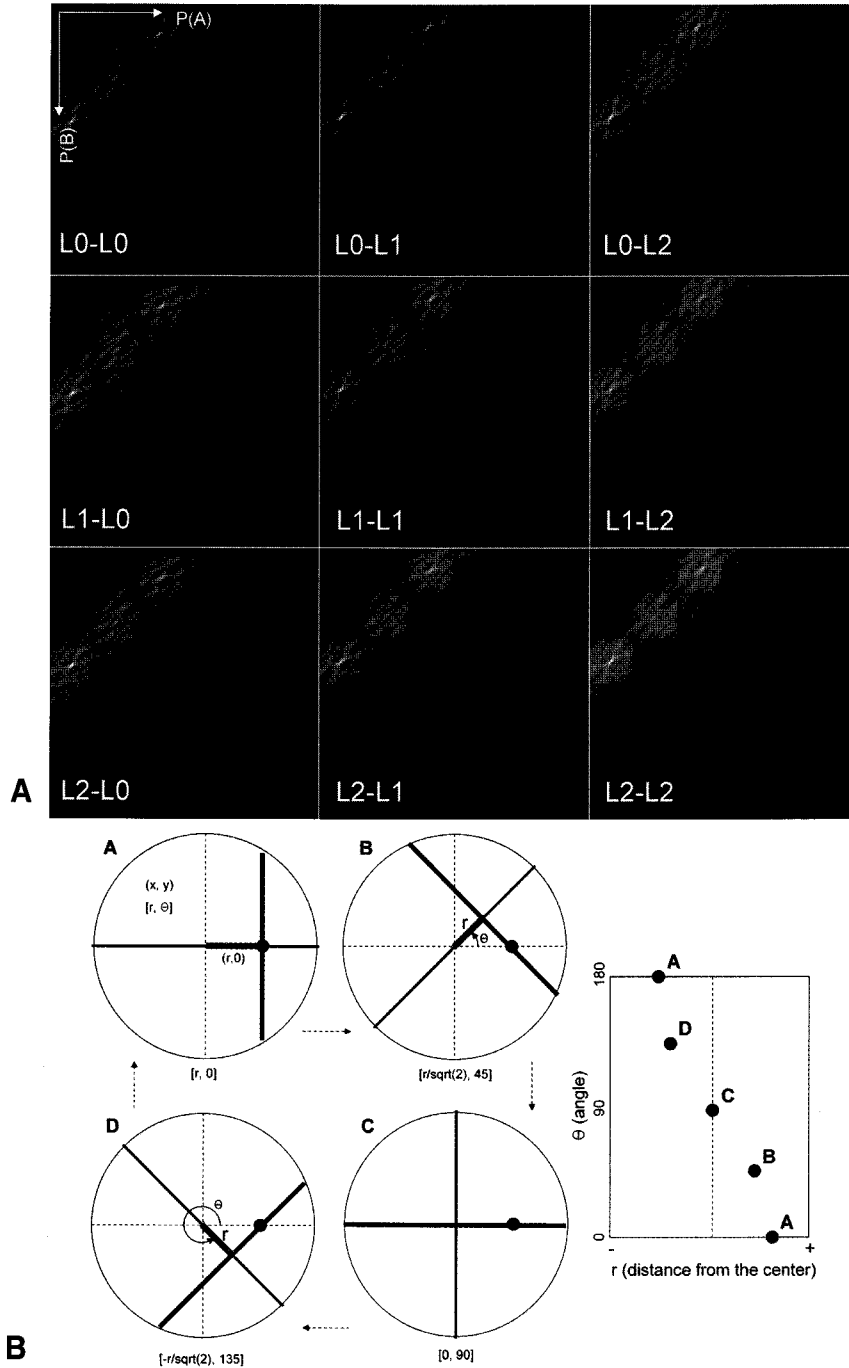 P(A)
P(B)
L0-L0
L0-L1
L0-L2
L1-L0
L1-L1
L1-L2
L2-L0
L2-L1
L2-L2
A
A
(x, y)
[r, Θ]
(r,0)
[r, 0]
B
r
Θ
[r/sqrt(2), 45]
D
Θ
r
[-r/sqrt(2), 135]
C
[0, 90]
180
90
0
Θ (angle)
A
D
C
B
A
-
+
r (distance from the center)
B